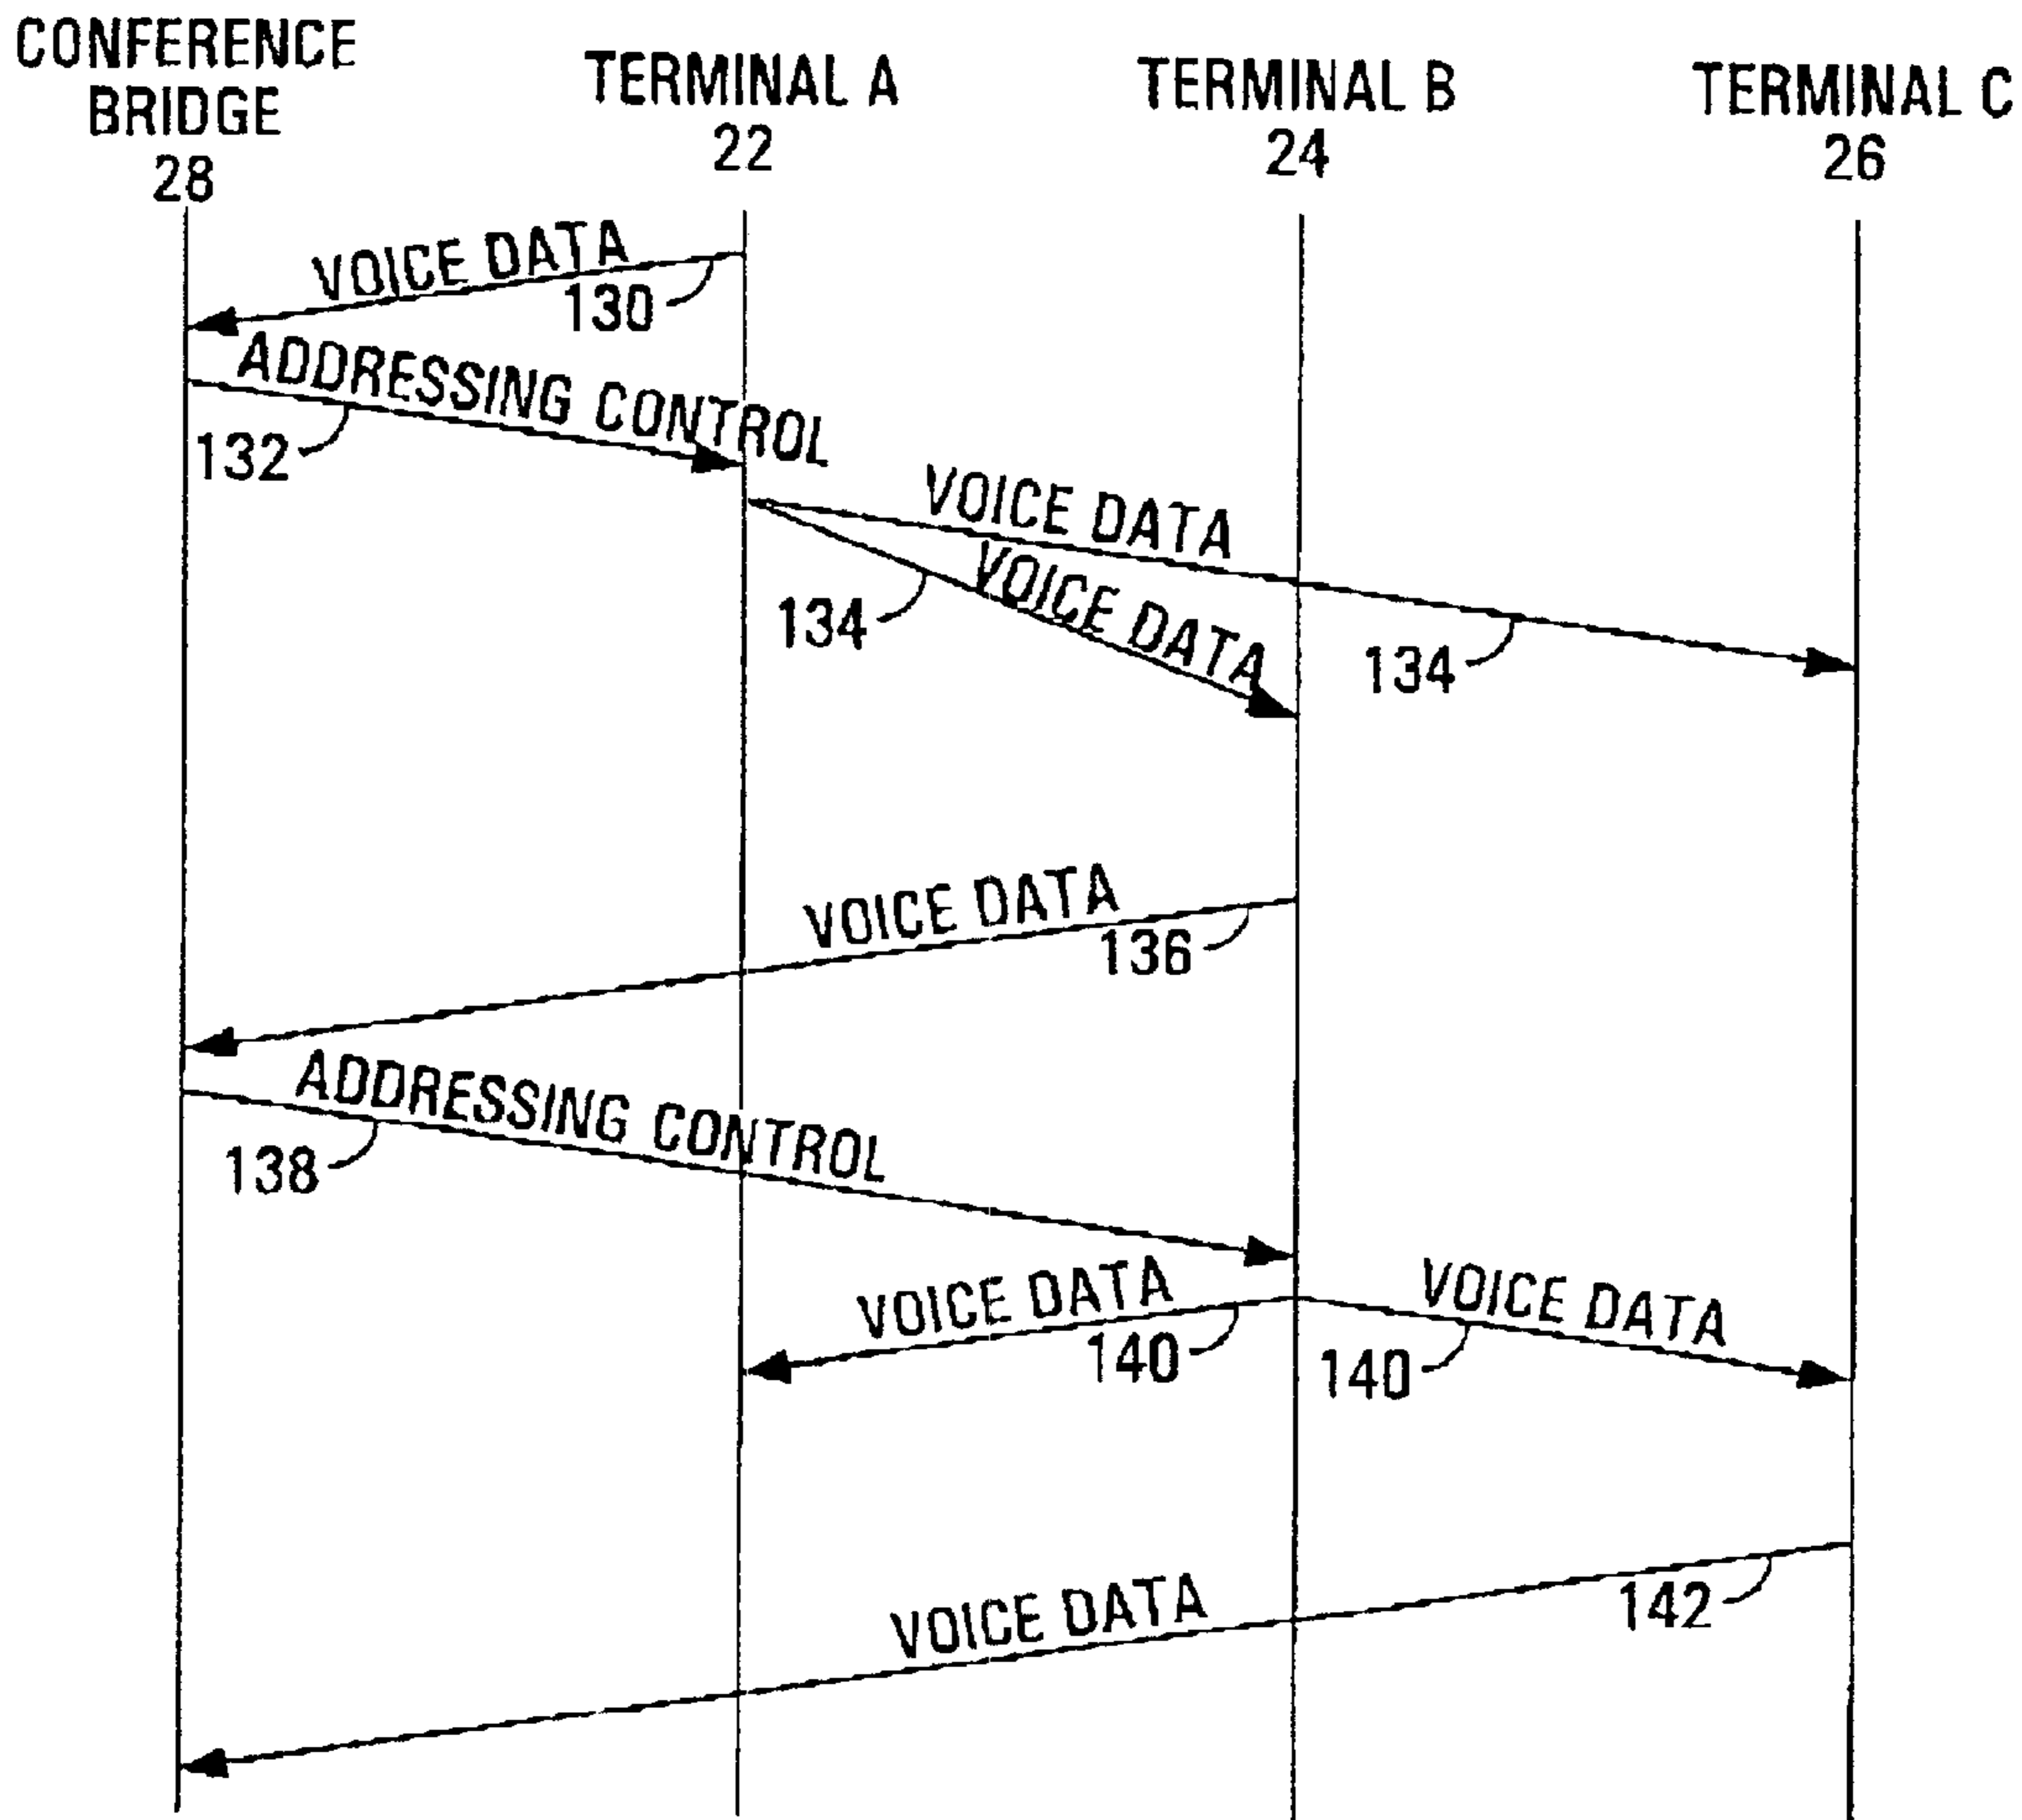 CONFERENCE
BRIDGE
28
TERMINAL A
22
TERMINAL B
24
TERMINAL C
26
VOICE DATA
130
ADDRESSING CONTROL
132
VOICE DATA
VOICE DATA
134
134
VOICE DATA
136
ADDRESSING CONTROL
138
VOICE DATA
140
VOICE DATA
140
VOICE DATA
142